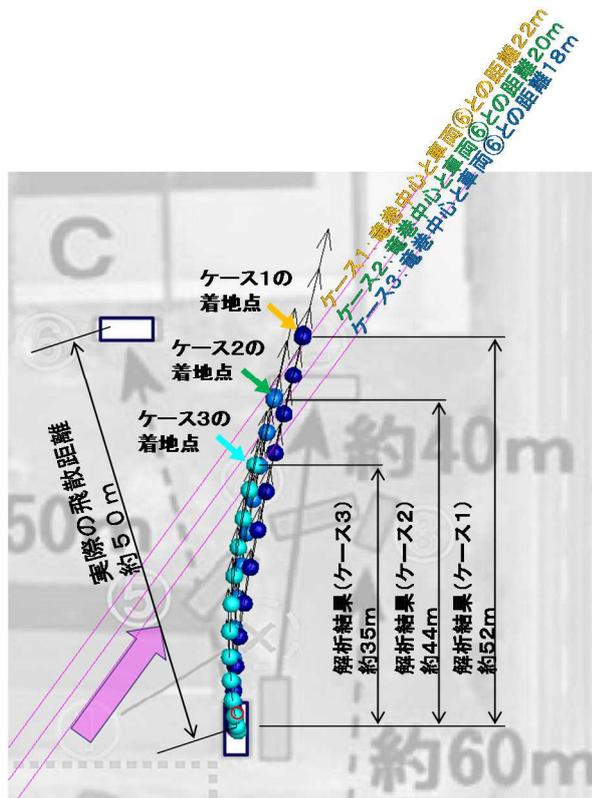 ケース1:竜巻中心と車両⑥との距離22m
ケース2:竜巻中心と車両⑥との距離20m
ケース3:竜巻中心と車両⑥との距離18m
C
ケース1の
着地点
⑥
ケース2の
着地点
ケース3の
着地点
約40m
50m
実際の飛散距離
約50m
解析結果(ケース3)
約35m
解析結果(ケース2)
約44m
解析結果(ケース1)
約52m
⑤
①
約60m